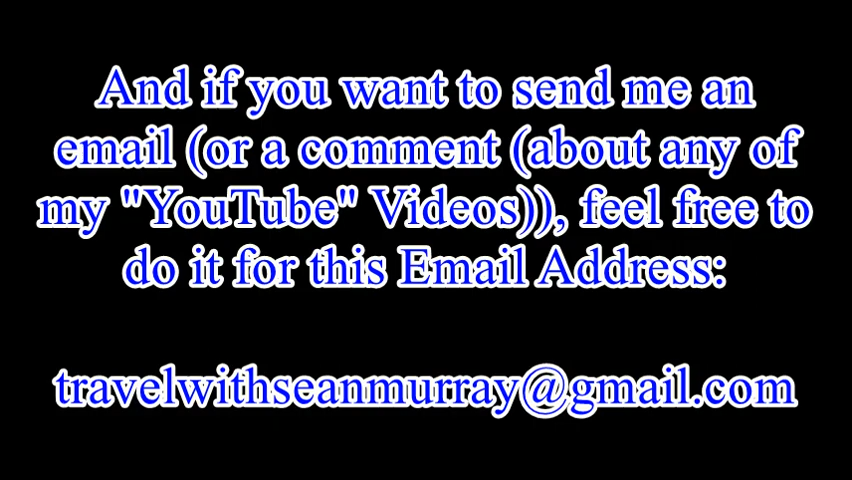 And if you want to send me an
email (or a comment (about any of
my "YouTube" Videos)), feel free to
do it for this Email Address:
travelwithseanmurray@gmail.com